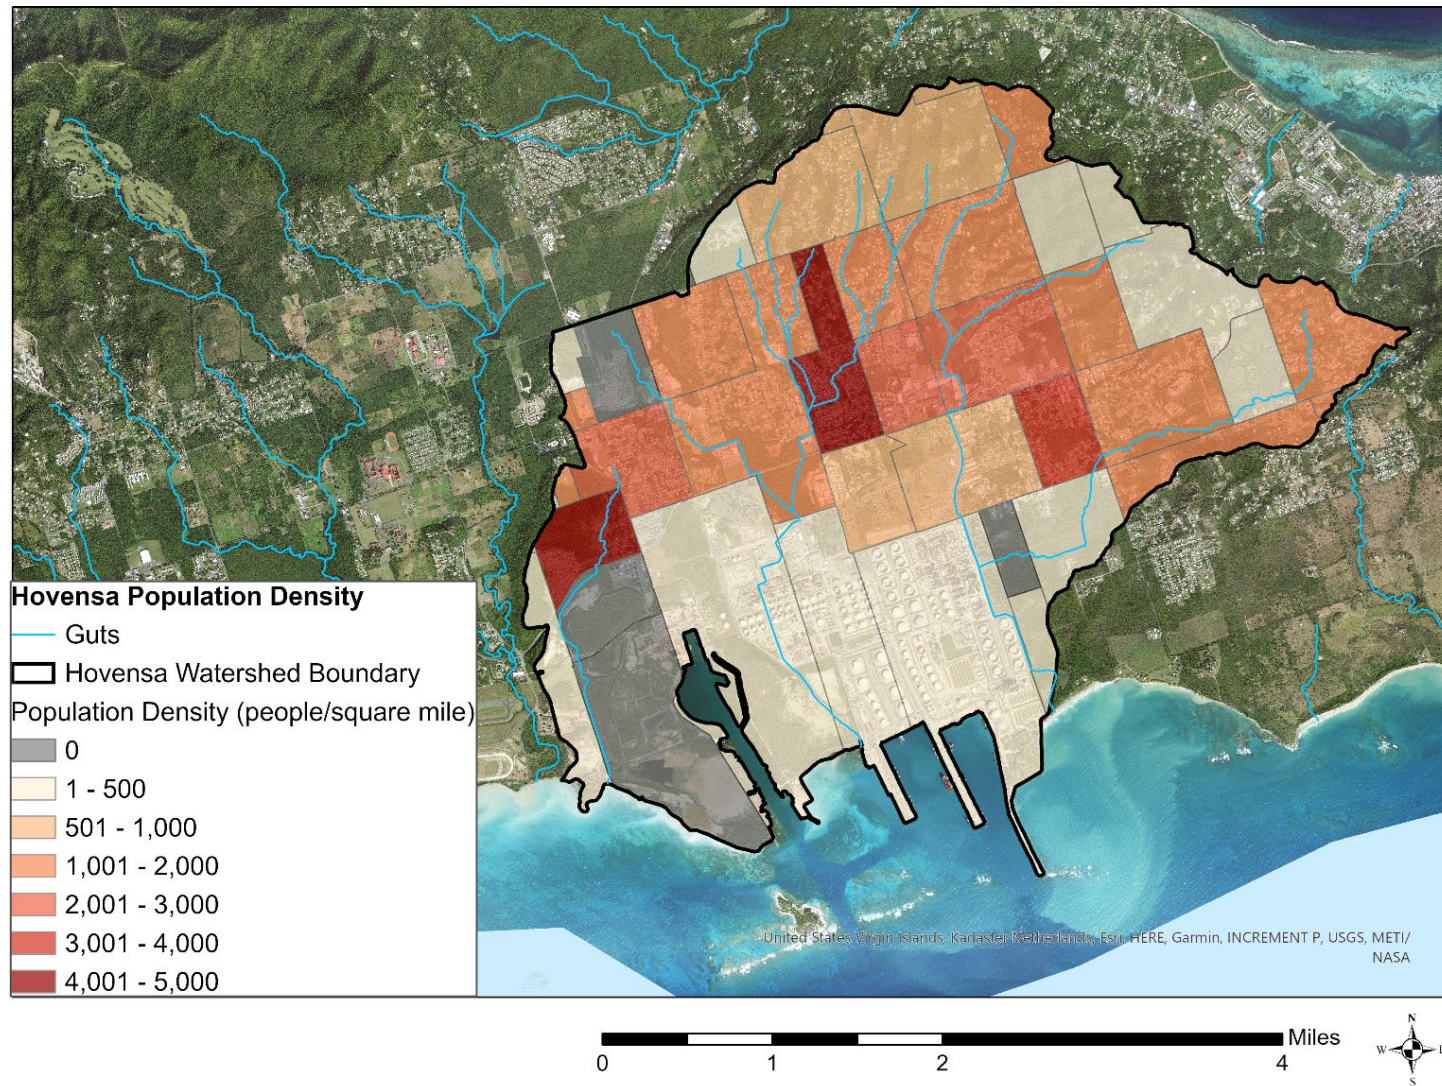 Hovensa Population Density
Guts
Hovensa Watershed Boundary
Population Density (people/square mile)
0
1 - 500
501 - 1,000
1,001 - 2,000
2,001 - 3,000
3,001 - 4,000
4,001 - 5,000
United States Virgin Islands, Kadaster Netherlands, Esri, HERE, Garmin, INCREMENT P, USGS, METI/
NASA
Miles
0 1 2 4
N
W E
S